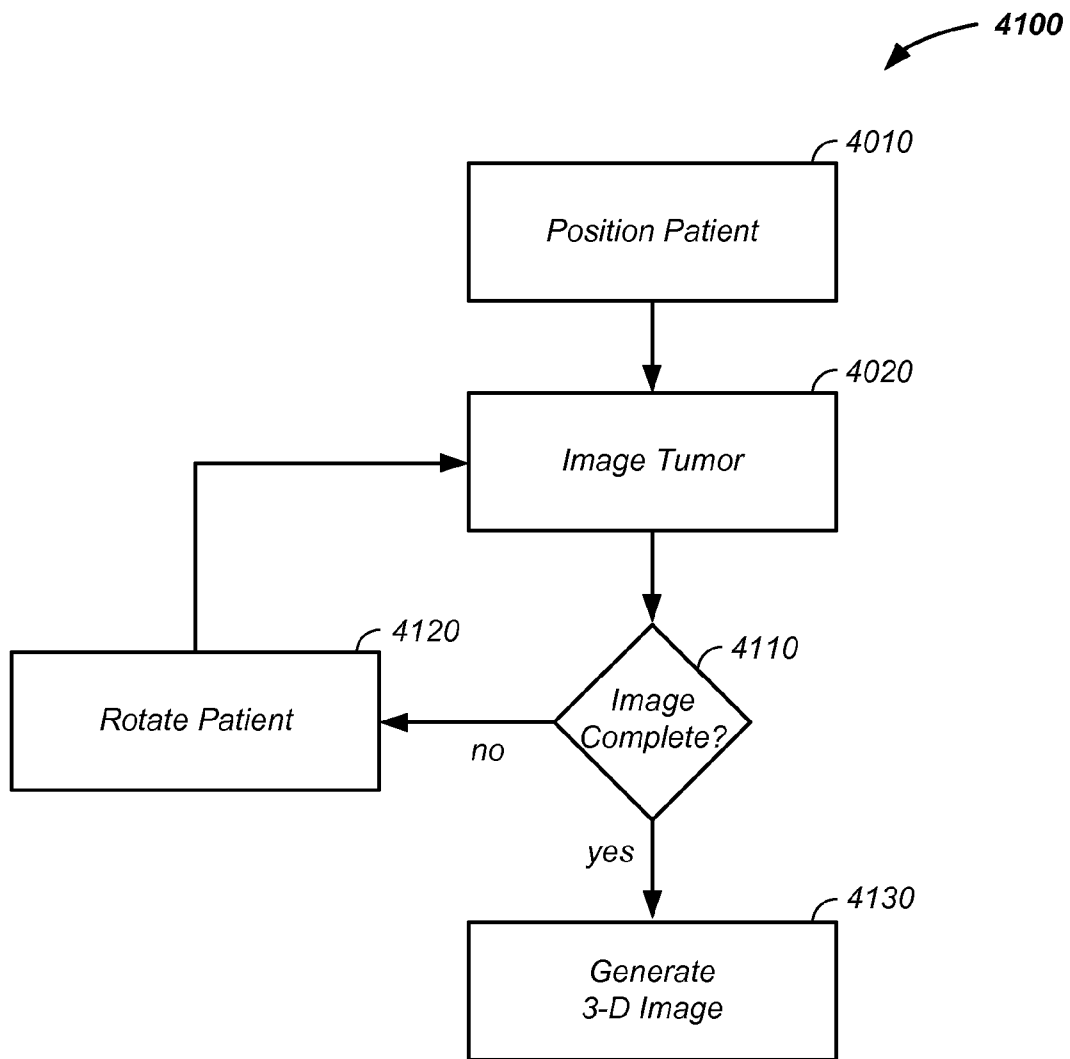 4100
4010
Position Patient
4020
Image Tumor
4120
Rotate Patient
4110
Image
Complete?
no
yes
4130
Generate
3-D Image